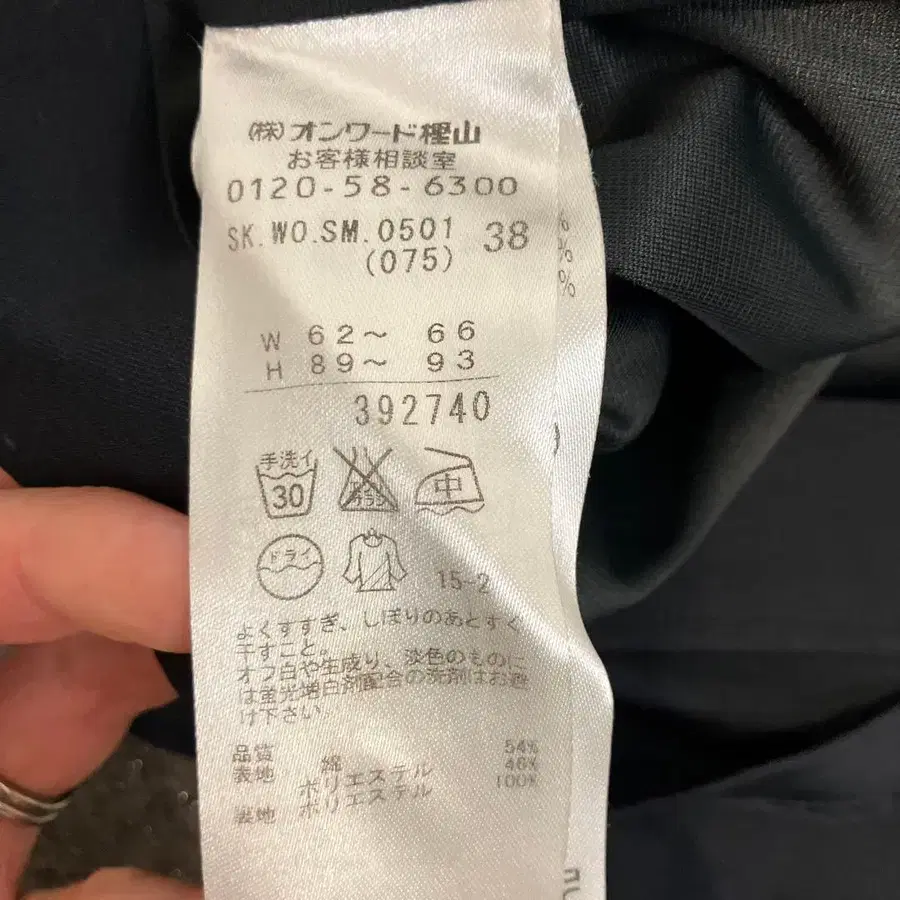 (株)オンワード樫山
お客様相談室
0120-58-6300
SK.WO.SM.0501 38
(075)
W 62〜 66
H 89〜 93
392740
手洗イ
30
中
ドライ
15-2
よくすすぎ、しぼりのあとすぐ
干すこと。
オフ白や生成り、淡色のものに
は蛍光増白剤配合の洗剤はお避
け下さい。
品質
表地 綿 54%
ポリエステル 46%
裏地 ポリエステル 100%
%
%
%